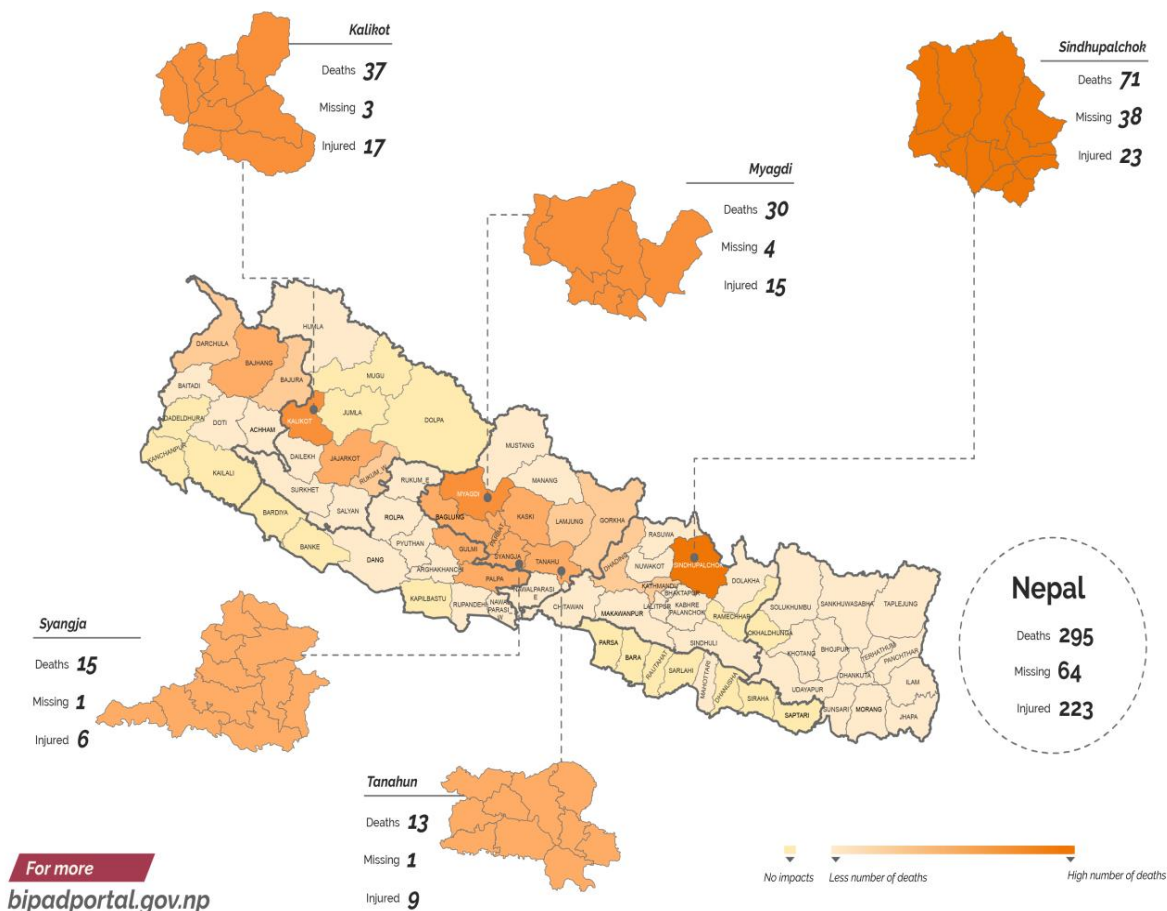 Kalikot
Deaths 37
Missing 3
Injured 17
Sindhupalchok
Deaths 71
Missing 38
Injured 23
Myagdi
Deaths 30
Missing 4
Injured 15
HUMLA
DARCHULA
BAJHANG
BAJURA
MUGU
BAITADI
JUMLA
DOLPA
DADELDHURA
DOTI
ACHHAM
KALIKOT
KANCHANPUR
KAILALI
DAILEKH
JAJARKOT
RUKUM_W
RUKUM_E
SURKHET
SALYAN
ROLPA
BARDIYA
BANKE
DANG
PYUTHAN
MUSTANG
MANANG
MYAGDI
BAGLUNG
PARBAT
KASKI
LAMJUNG
GORKHA
GULMI
SYANGJA
TANAHU
ARGHAKHANCHI
PALPA
KAPILBASTU
RUPANDEHI
NAWALPARASI
E
NAWAL
PARASI_
W
CHITAWAN
RASUWA
NUWAKOT
DHADING
SINDHUPALCHOK
KATHMANDU
BHAKTAPUR
LALITPUR
KABHRE
PALANCHOK
MAKAWANPUR
DOLAKHA
RAMECHHAP
SINDHULI
OKHALDHUNGA
SOLUKHUMBU
SANKHUWASABHA
TAPLEJUNG
KHOTANG
BHOJPUR
TERHATHUM
PANCHTHAR
DHANKUTA
UDAYAPUR
ILAM
SUNSARI
MORANG
JHAPA
PARSA
BARA
RAUTAHAT
SARLAHI
MAHOTTARI
DHANUSHA
SIRAHA
SAPTARI
Nepal
Deaths 295
Missing 64
Injured 223
Syangja
Deaths 15
Missing 1
Injured 6
Tanahun
Deaths 13
Missing 1
Injured 9
For more
bipadportal.gov.np
No impacts
Less number of deaths
High number of deaths